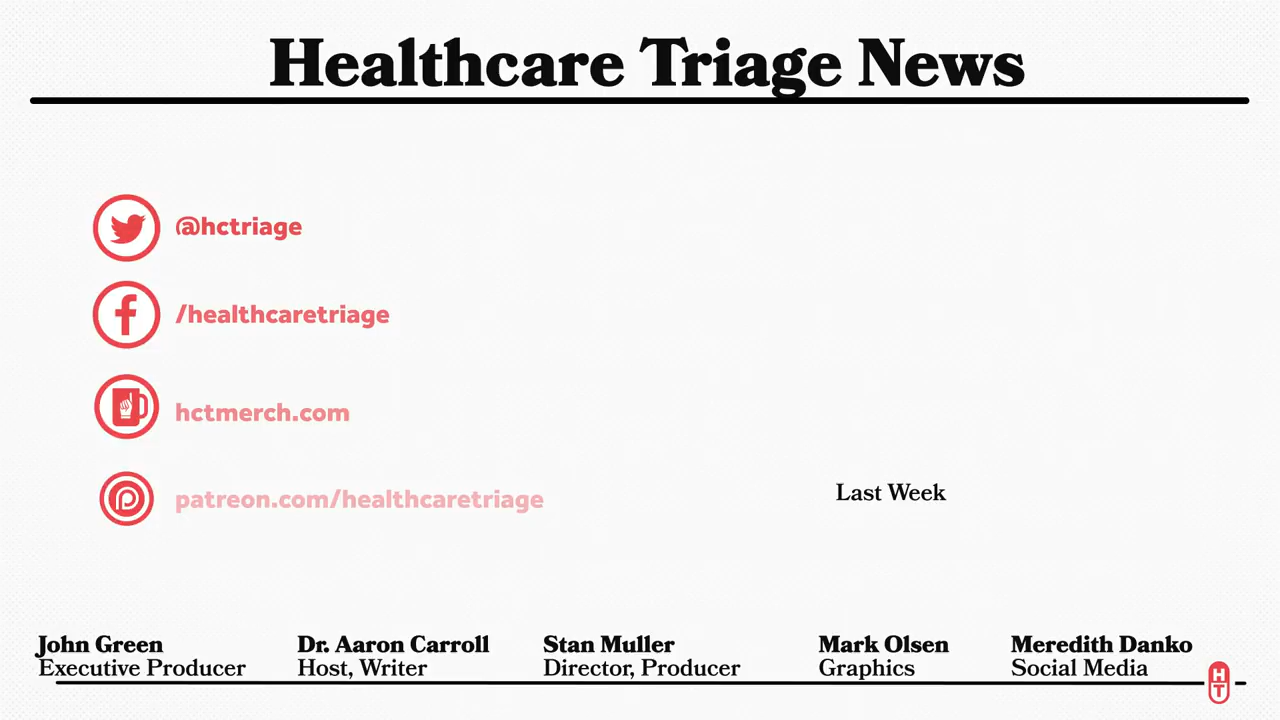 Healthcare Triage News
@hctriage
/healthcaretriage
hctmerch.com
patreon.com/healthcaretriage
Last Week
John Green
Executive Producer
Dr. Aaron Carroll
Host, Writer
Stan Muller
Director, Producer
Mark Olsen
Graphics
Meredith Danko
Social Media
HT